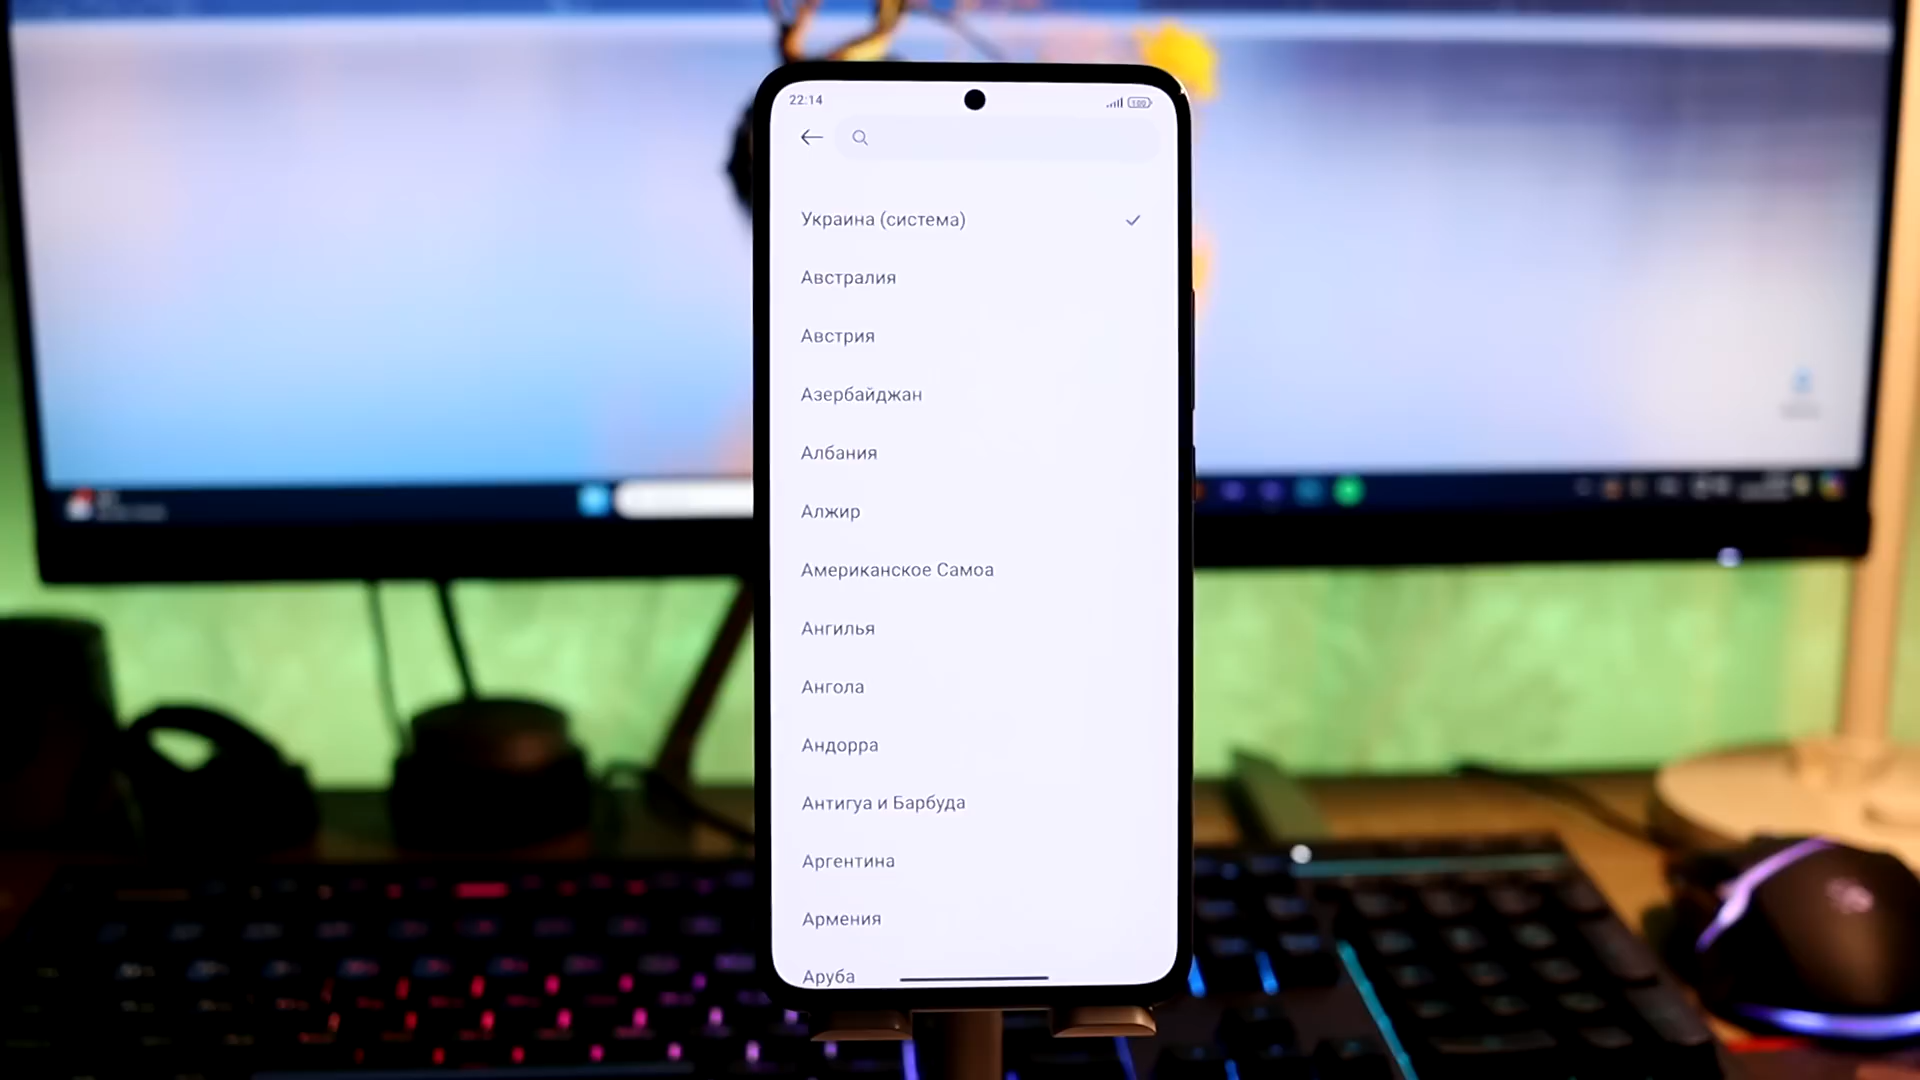 22:14
100
Украина (система)
Австралия
Австрия
Азербайджан
Албания
Алжир
Американское Самоа
Ангилья
Ангола
Андорра
Антигуа и Барбуда
Аргентина
Армения
Аруба